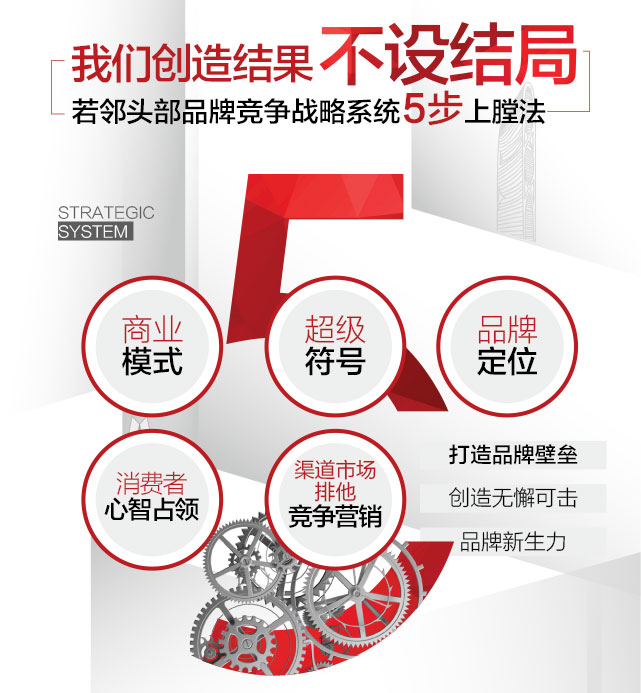 我们创造结果 不设结局
若邻头部品牌竞争战略系统5步上膛法
STRATEGIC
SYSTEM
5
商业
模式
超级
符号
品牌
定位
消费者
心智占领
渠道市场
排他
竞争营销
打造品牌壁垒
创造无懈可击
品牌新生力